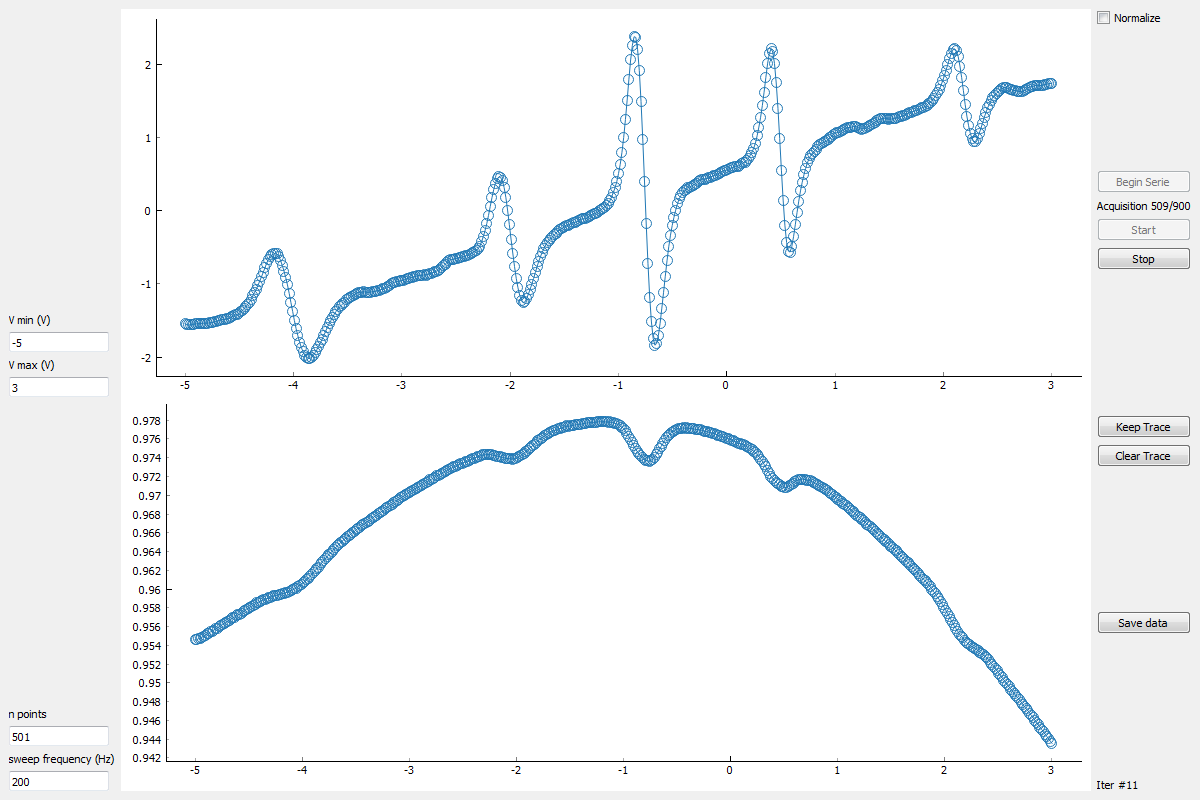 Normalize
2
1
0
-1
-2
-5 -4 -3 -2 -1 0 1 2 3
Begin Serie
Acquisition 509/900
Start
Stop
V min (V)
-5
V max (V)
3
0.978
0.976
0.974
0.972
0.97
0.968
0.966
0.964
0.962
0.96
0.958
0.956
0.954
0.952
0.95
0.948
0.946
0.944
0.942
-5 -4 -3 -2 -1 0 1 2 3
Keep Trace
Clear Trace
Save data
n points
501
sweep frequency (Hz)
200
Iter #11